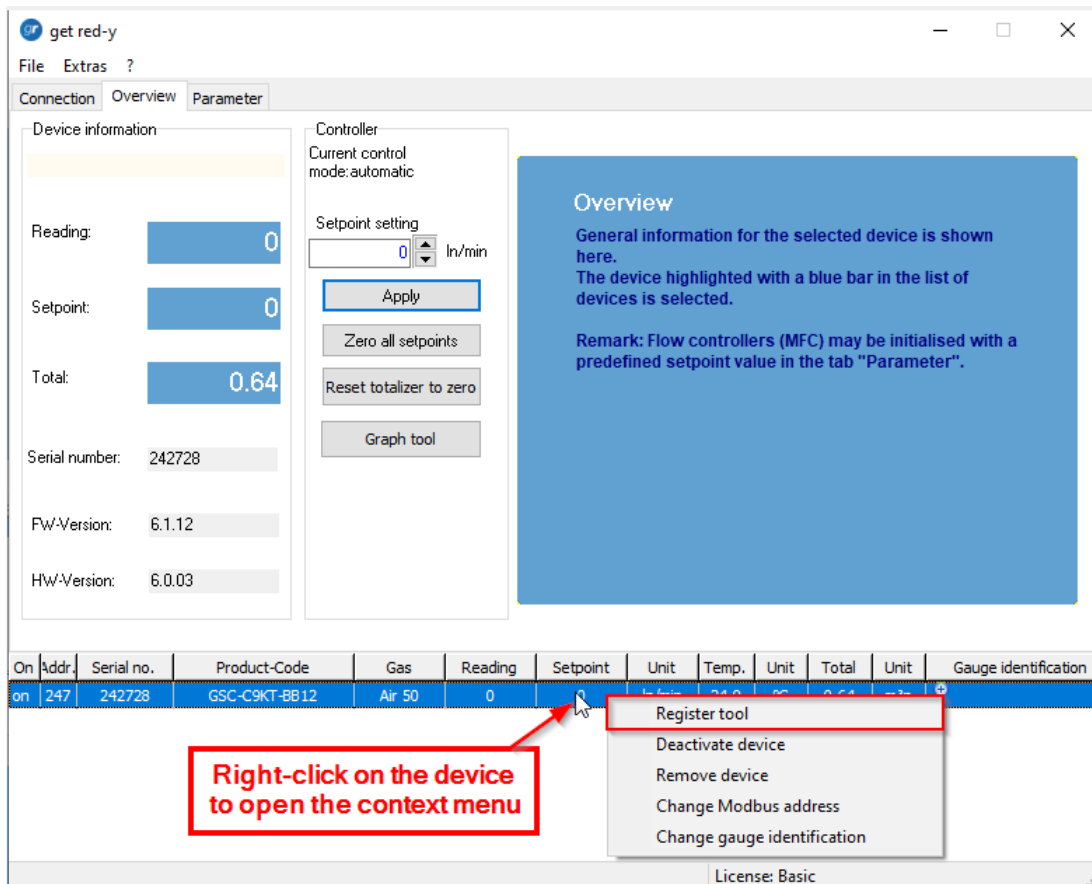 get red-y
File Extras ?
Connection Overview Parameter
Device information
Reading: 0
Setpoint: 0
Total: 0.64
Serial number: 242728
FW-Version: 6.1.12
HW-Version: 6.0.03
Controller
Current control
mode: automatic
Setpoint setting
0 ln/min
Apply
Zero all setpoints
Reset totalizer to zero
Graph tool
Overview
General information for the selected device is shown
here.
The device highlighted with a blue bar in the list of
devices is selected.
Remark: Flow controllers (MFC) may be initialised with a
predefined setpoint value in the tab "Parameter".
On Addr. Serial no. Product-Code Gas Reading Setpoint Unit Temp. Unit Total Unit Gauge identification
on 247 242728 GSC-C9KT-BB12 Air 50 0
Register tool
Deactivate device
Remove device
Change Modbus address
Change gauge identification
Right-click on the device
to open the context menu
License: Basic